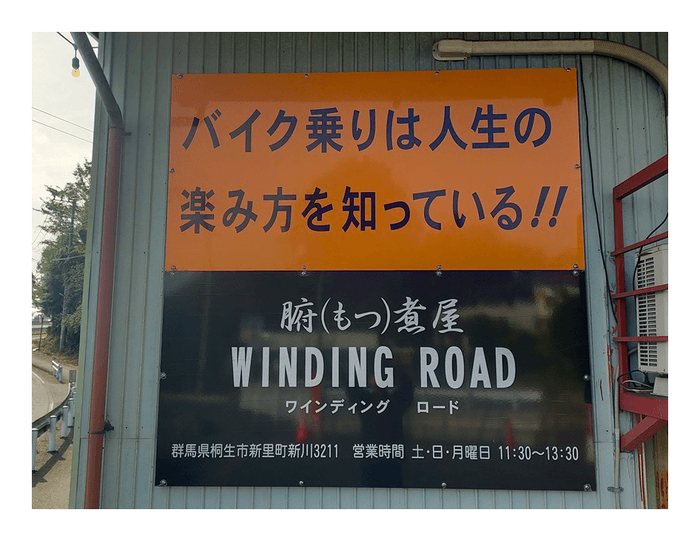 バイク乗りは人生の
楽み方を知っている!!
腑(もつ)煮屋
WINDING ROAD
ワインディング ロード
群馬県桐生市新里町新川3211 営業時間 土・日・月曜日 11:30～13:30